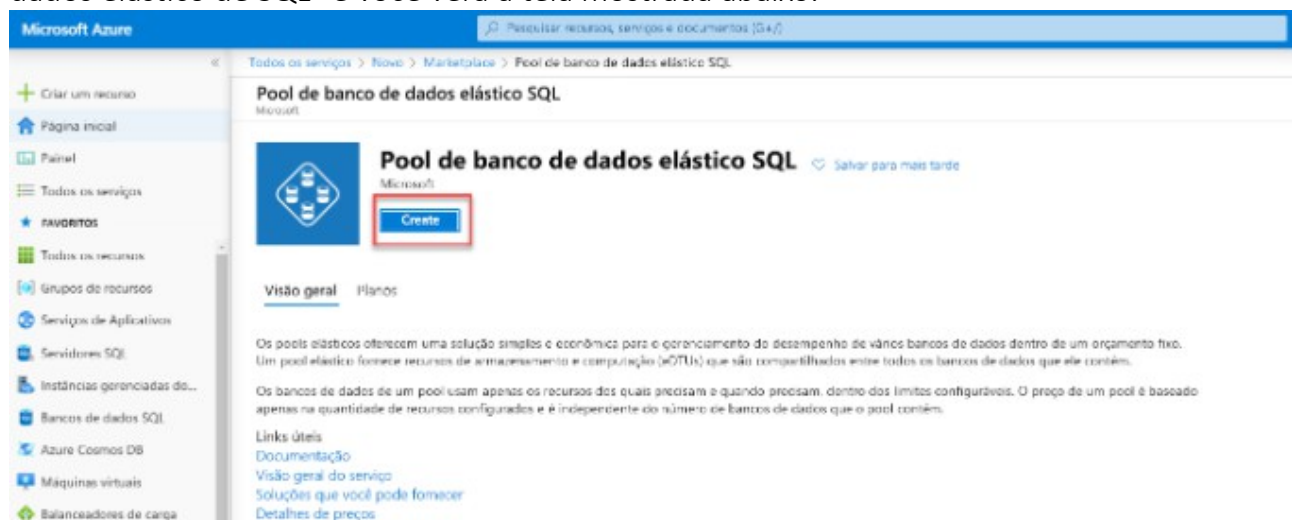 dados elástico de SQL" e você verá a tela mostrada abaixo.
Microsoft Azure
Pesquisar recursos, serviços e documentos (G+/)
Todos os serviços > Novo > Marketplace > Pool de banco de dados elástico SQL
Criar um recurso
Página inicial
Painel
Todos os serviços
FAVORITOS
Todos os recursos
Grupos de recursos
Serviços de Aplicativos
Servidores SQL
Instâncias gerenciadas do...
Bancos de dados SQL
Azure Cosmos DB
Máquinas virtuais
Balanceadores de carga
Pool de banco de dados elástico SQL
Microsoft
Pool de banco de dados elástico SQL
Salvar para mais tarde
Microsoft
Create
Visão geral
Planos
Os pools elásticos oferecem uma solução simples e econômica para o gerenciamento do desempenho de vários bancos de dados dentro de um orçamento fixo.
Um pool elástico fornece recursos de armazenamento e computação (eDTUs) que são compartilhados entre todos os bancos de dados que ele contém.
Os bancos de dados de um pool usam apenas os recursos dos quais precisam e quando precisam, dentro dos limites configuráveis. O preço de um pool é baseado
apenas na quantidade de recursos configurados e é independente do número de bancos de dados que o pool contém.
Links úteis
Documentação
Visão geral do serviço
Soluções que você pode fornecer
Detalhes de preços